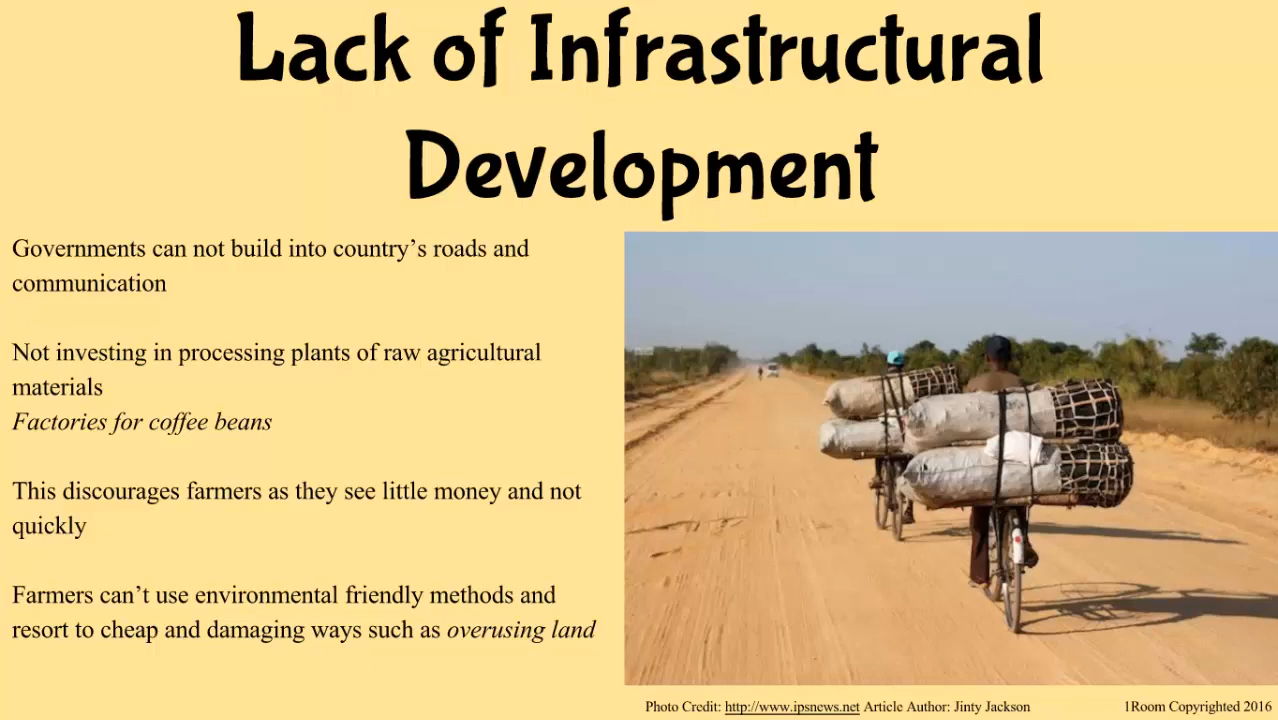 Lack of Infrastructural
Development
Governments can not build into country’s roads and
communication
Not investing in processing plants of raw agricultural
materials
Factories for coffee beans
This discourages farmers as they see little money and not
quickly
Farmers can’t use environmental friendly methods and
resort to cheap and damaging ways such as overusing land
Photo Credit: http://www.ipsnews.net Article Author: Jinty Jackson
1Room Copyrighted 2016